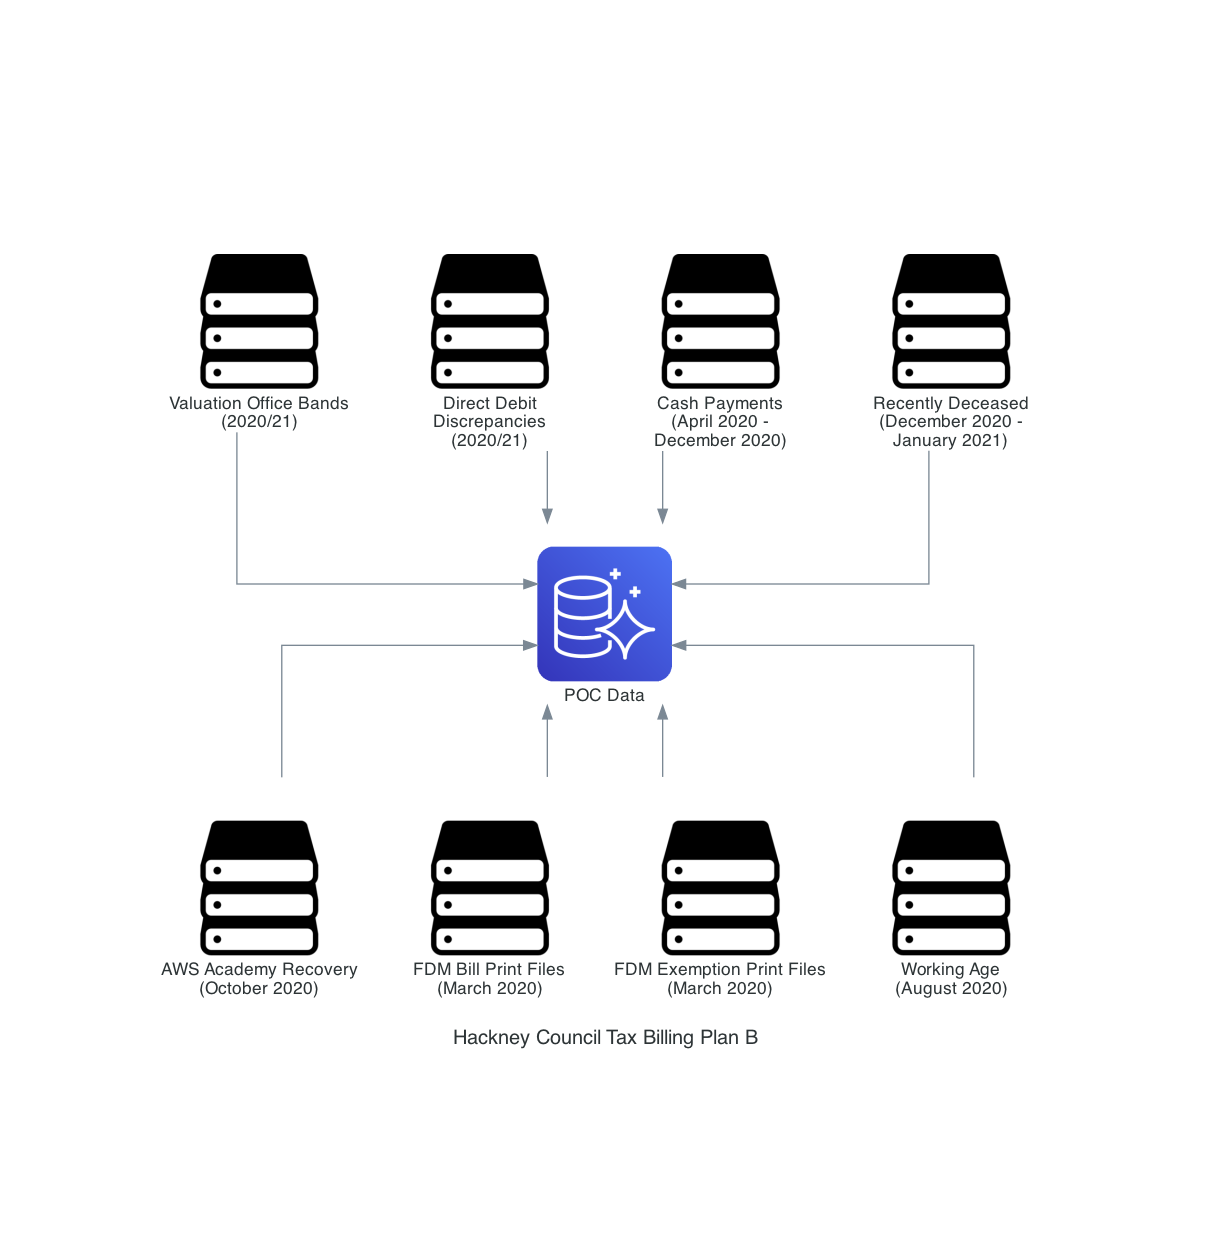 Valuation Office Bands
(2020/21)
Direct Debit
Discrepancies
(2020/21)
Cash Payments
(April 2020 -
December 2020)
Recently Deceased
(December 2020 -
January 2021)
POC Data
AWS Academy Recovery
(October 2020)
FDM Bill Print Files
(March 2020)
FDM Exemption Print Files
(March 2020)
Working Age
(August 2020)
Hackney Council Tax Billing Plan B